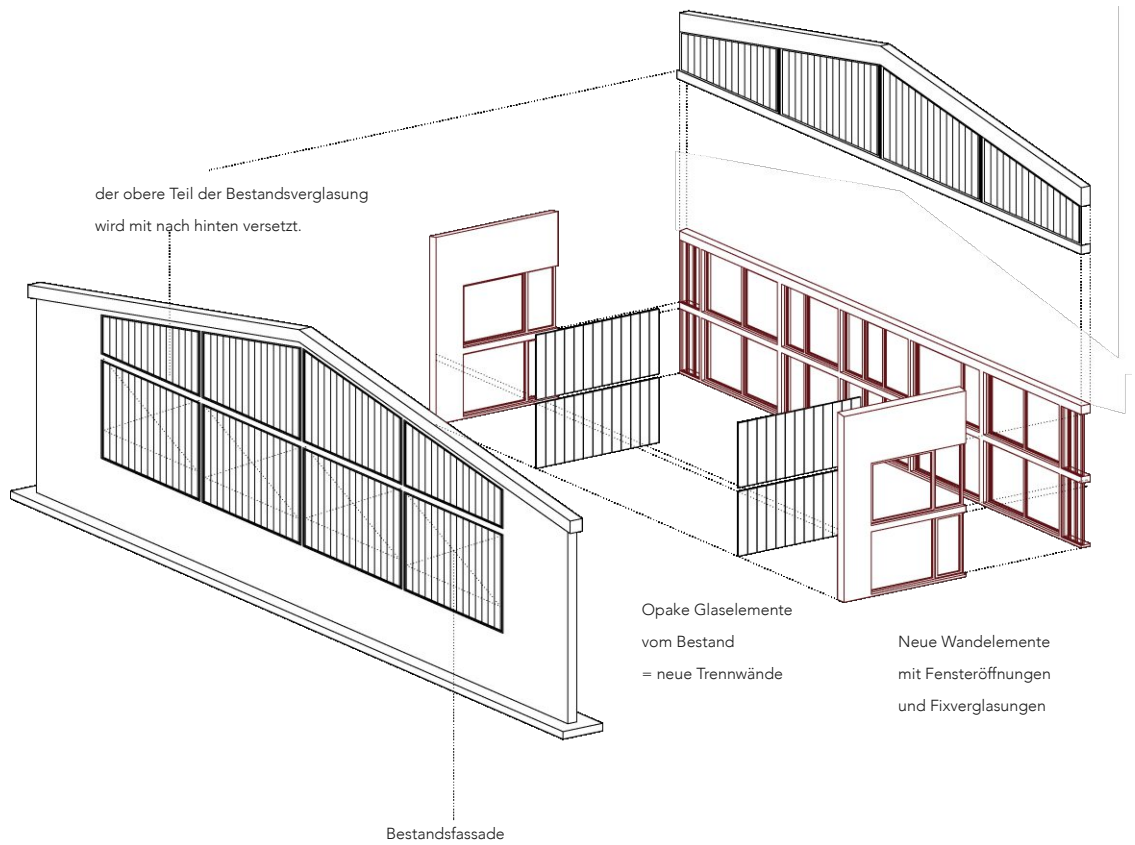 der obere Teil der Bestandsverglasung
wird mit nach hinten versetzt.
Opake Glaselemente
vom Bestand
= neue Trennwände
Neue Wandelemente
mit Fensteröffnungen
und Fixverglasungen
Bestandsfassade